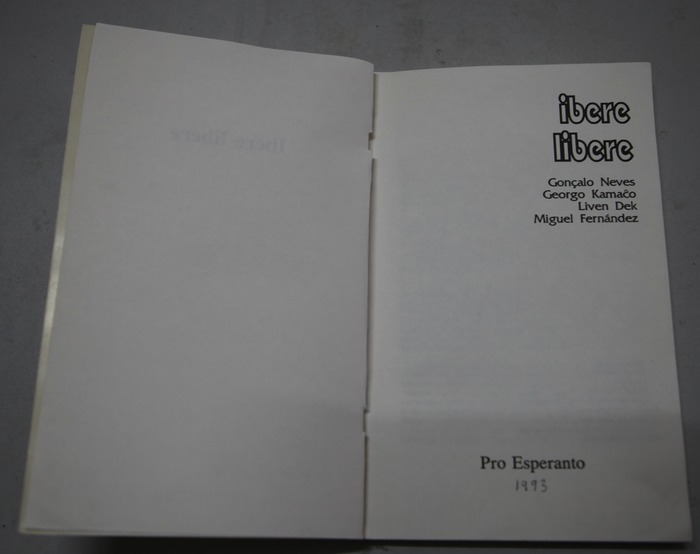 ibere
libere
Gonçalo Neves
Georgo Kamaĉo
Liven Dek
Miguel Fernández
Pro Esperanto
1993